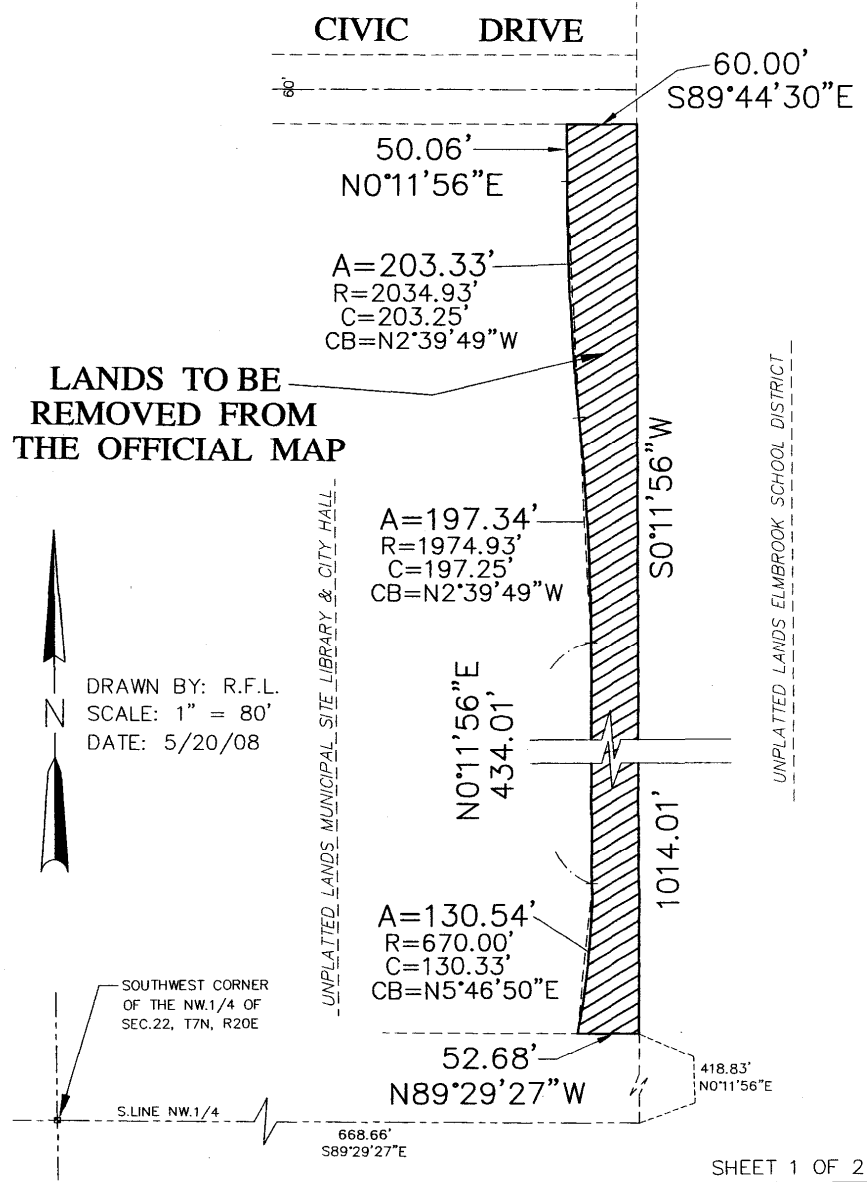 CIVIC DRIVE
60'
60.00'
S89°44'30"E
50.06'
N0°11'56"E
A=203.33'
R=2034.93'
C=203.25'
CB=N2°39'49"W
LANDS TO BE
REMOVED FROM
THE OFFICIAL MAP
UNPLATTED LANDS ELMBROOK SCHOOL DISTRICT
S0°11'56"W
A=197.34'
R=1974.93'
C=197.25'
CB=N2°39'49"W
UNPLATTED LANDS MUNICIPAL SITE LIBRARY & CITY HALL
N
DRAWN BY: R.F.L.
SCALE: 1" = 80'
DATE: 5/20/08
N0°11'56"E
434.01'
1014.01'
A=130.54'
R=670.00'
C=130.33'
CB=N5°46'50"E
SOUTHWEST CORNER
OF THE NW.1/4 OF
SEC.22, T7N, R20E
52.68'
N89°29'27"W
418.83'
N0°11'56"E
S.LINE NW.1/4
668.66'
S89°29'27"E
SHEET 1 OF 2